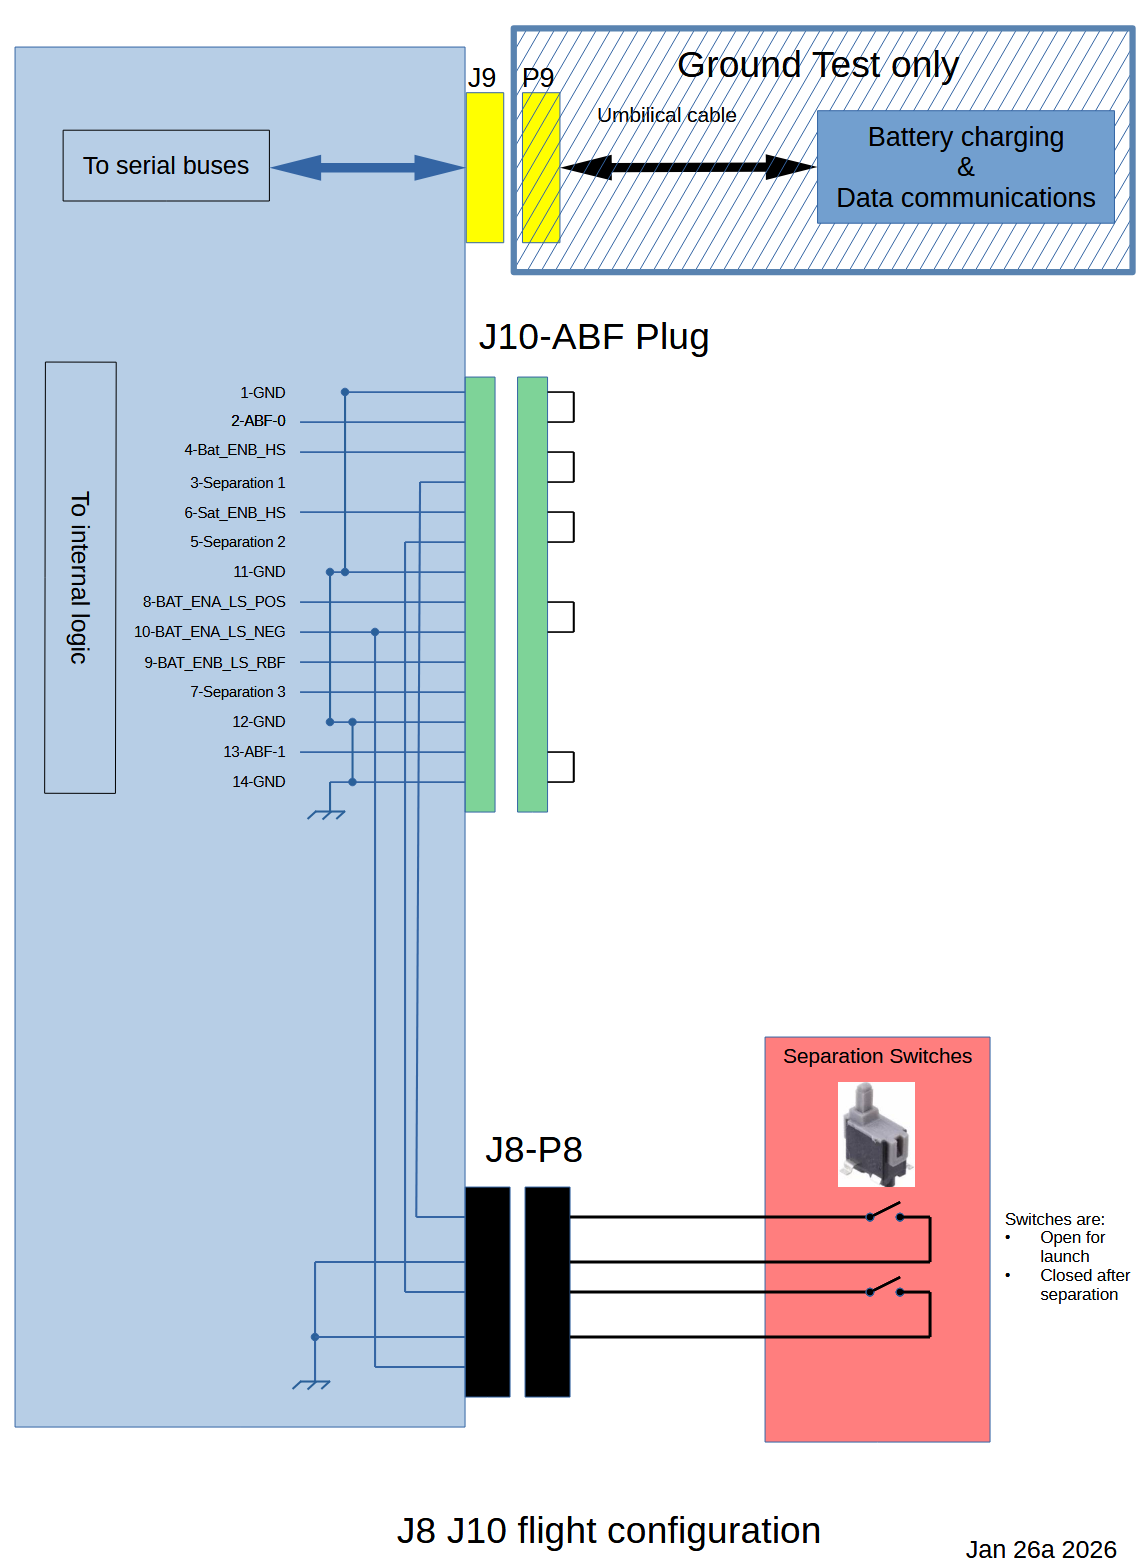 Ground Test only
J9
P9
Umbilical cable
To serial buses
Battery charging
&
Data communications
J10-ABF Plug
To internal logic
1-GND
2-ABF-0
4-Bat_ENB_HS
3-Separation 1
6-Sat_ENB_HS
5-Separation 2
11-GND
8-BAT_ENA_LS_POS
10-BAT_ENA_LS_NEG
9-BAT_ENB_LS_RBF
7-Separation 3
12-GND
13-ABF-1
14-GND
Separation Switches
J8-P8
Switches are:
• Open for
launch
• Closed after
separation
J8 J10 flight configuration
Jan 26a 2026